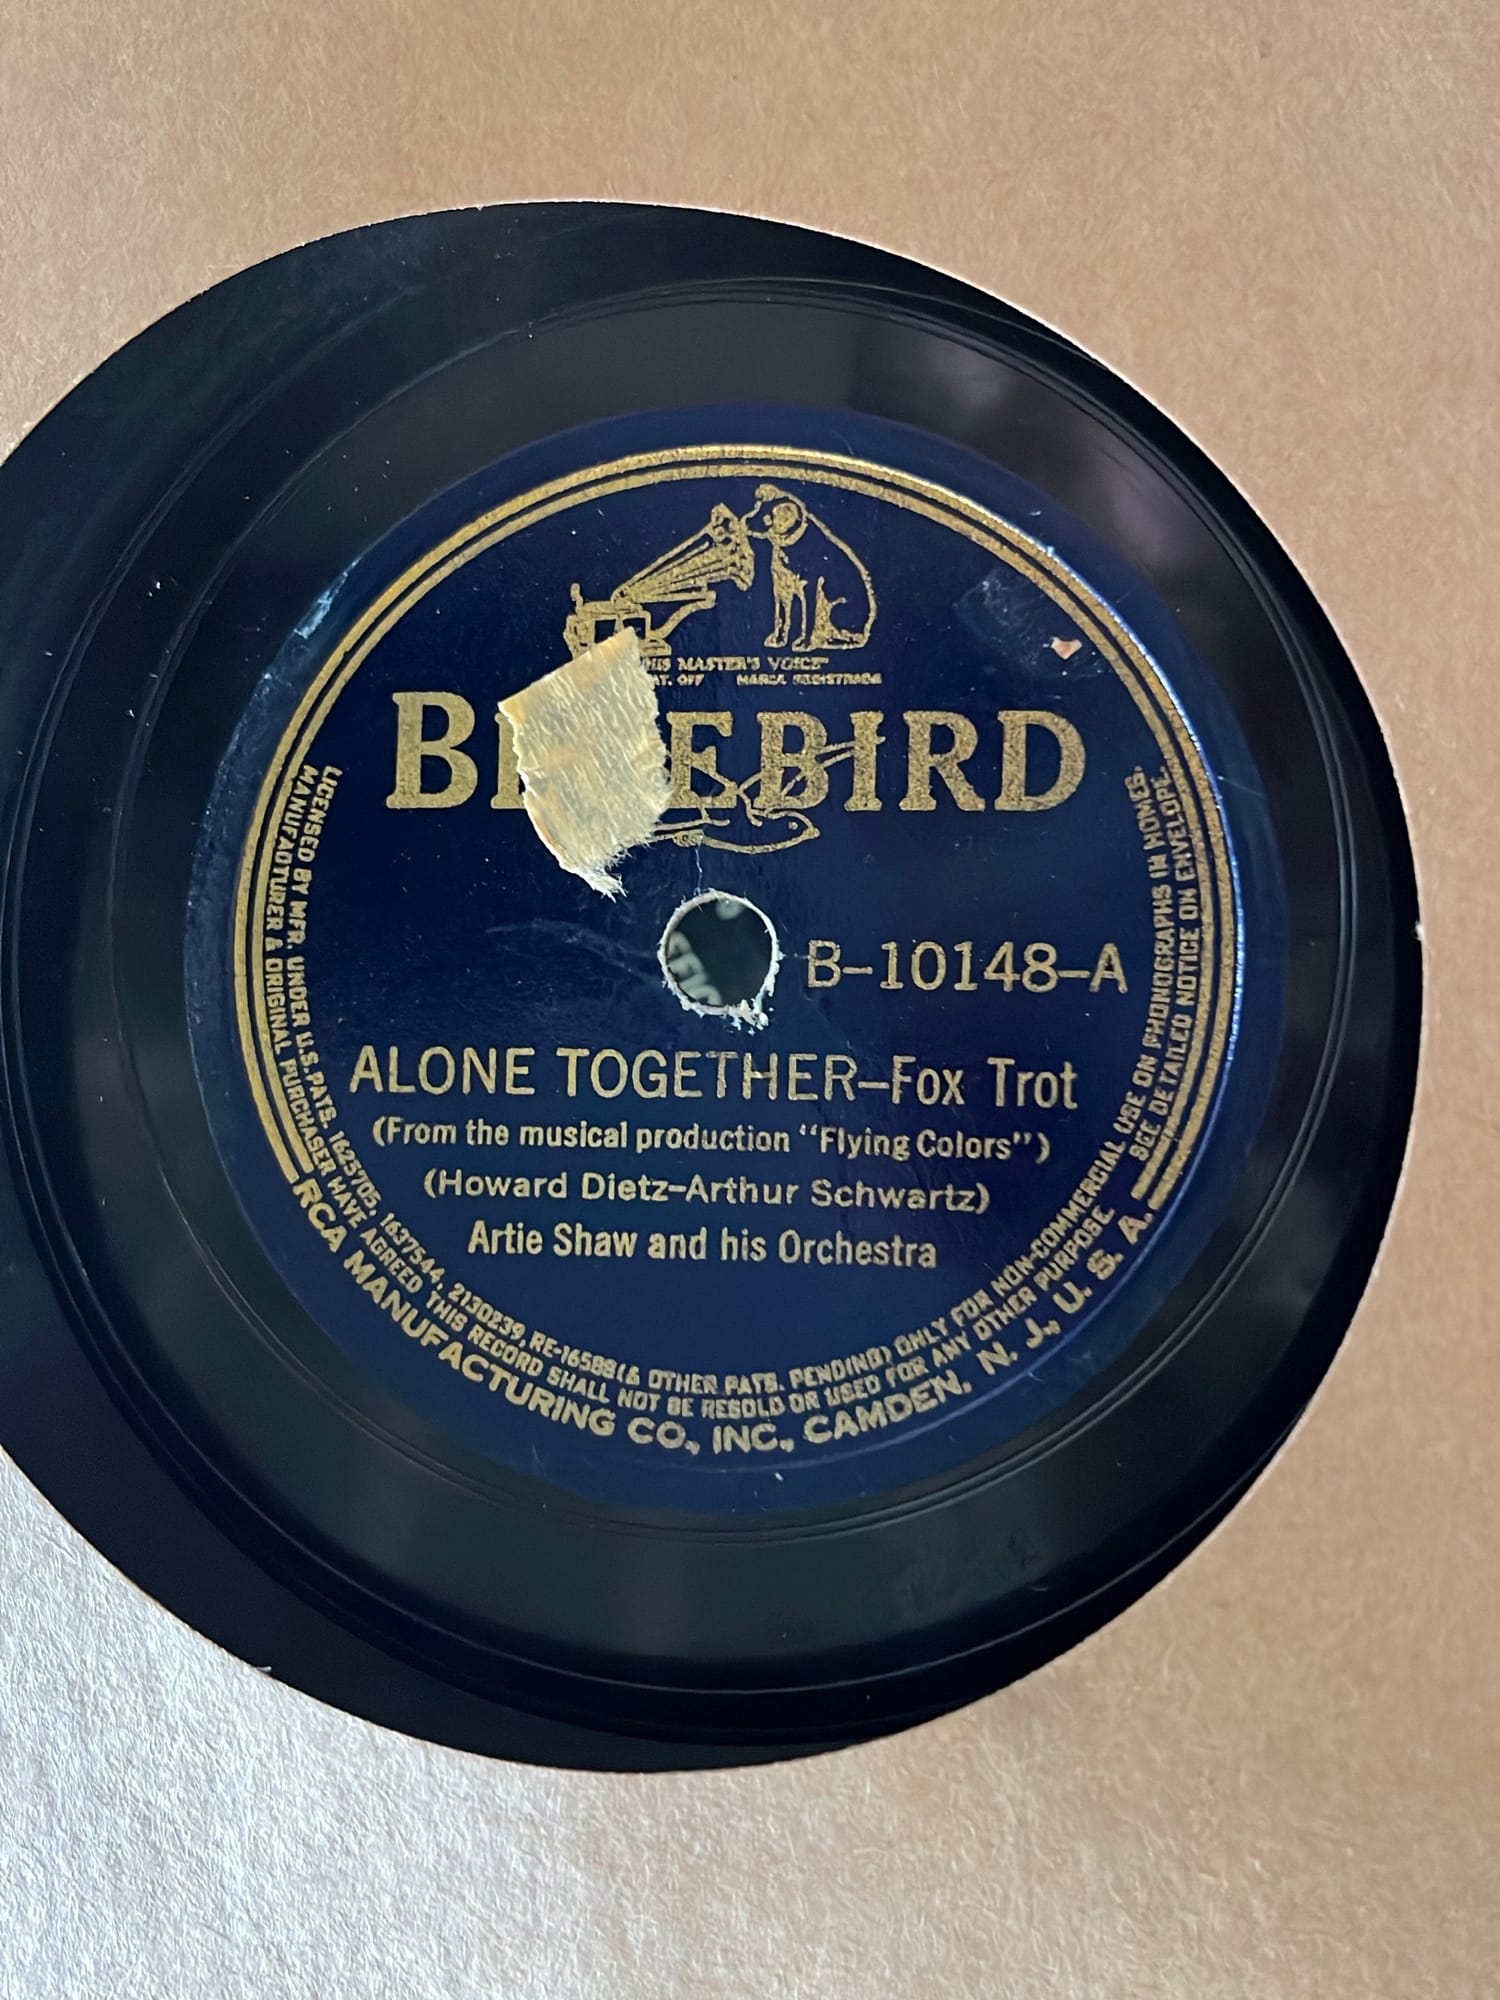 "HIS MASTER'S VOICE"
PAT. OFF MARCA REGISTRADA
BLUEBIRD
B-10148-A
ALONE TOGETHER-Fox Trot
(From the musical production "Flying Colors")
(Howard Dietz-Arthur Schwartz)
Artie Shaw and his Orchestra
LICENSED BY MFR. UNDER U.S. PATS. 1625705, 1637544, 2130239, RE-16588 (& OTHER PATS. PENDING) ONLY FOR NON-COMMERCIAL USE ON PHONOGRAPHS IN HOMES.
MANUFACTURER & ORIGINAL PURCHASER HAVE AGREED THIS RECORD SHALL NOT BE RESOLD OR USED FOR ANY OTHER PURPOSE. SEE DETAILED NOTICE ON ENVELOPE.
RCA MANUFACTURING CO., INC., CAMDEN, N. J., U. S. A.